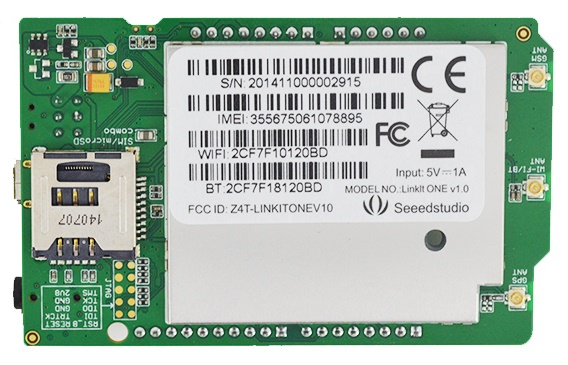 S/N: 201411000002915
IMEI: 355675061078895
WIFI: 2CF7F10120BD
BT: 2CF7F18120BD
FCC ID: Z4T-LINKITONEV10
CE
FC
Input: 5V⎓1A
MODEL NO.:LinkIt ONE v1.0
Seeedstudio
GSM
ANT
WI-FI/BT
ANT
GPS
ANT
SIM/microSD
combo
140707
JTAG
2V8
TMS
TCK
GND
TDO
GND
TDI
TRTCK
RST_B RESET